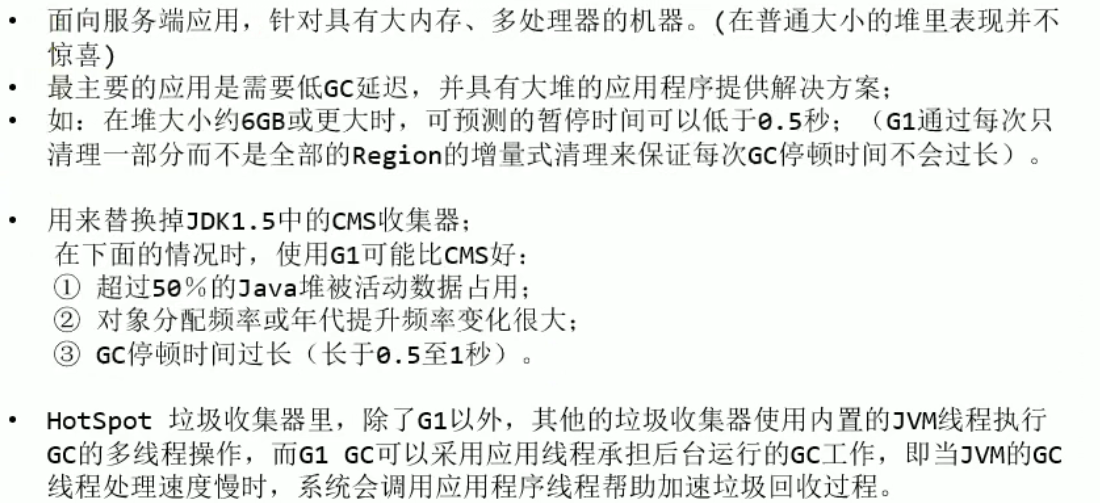 • 面向服务端应用，针对具有大内存、多处理器的机器。(在普通大小的堆里表现并不
惊喜)
• 最主要的应用是需要低GC延迟，并具有大堆的应用程序提供解决方案；
• 如：在堆大小约6GB或更大时，可预测的暂停时间可以低于0.5秒；（G1通过每次只
清理一部分而不是全部的Region的增量式清理来保证每次GC停顿时间不会过长）。
• 用来替换掉JDK1.5中的CMS收集器；
在下面的情况时，使用G1可能比CMS好：
① 超过50％的Java堆被活动数据占用；
② 对象分配频率或年代提升频率变化很大；
③ GC停顿时间过长（长于0.5至1秒）。
• HotSpot 垃圾收集器里，除了G1以外，其他的垃圾收集器使用内置的JVM线程执行
GC的多线程操作，而G1 GC可以采用应用线程承担后台运行的GC工作，即当JVM的GC
线程处理速度慢时，系统会调用应用程序线程帮助加速垃圾回收过程。